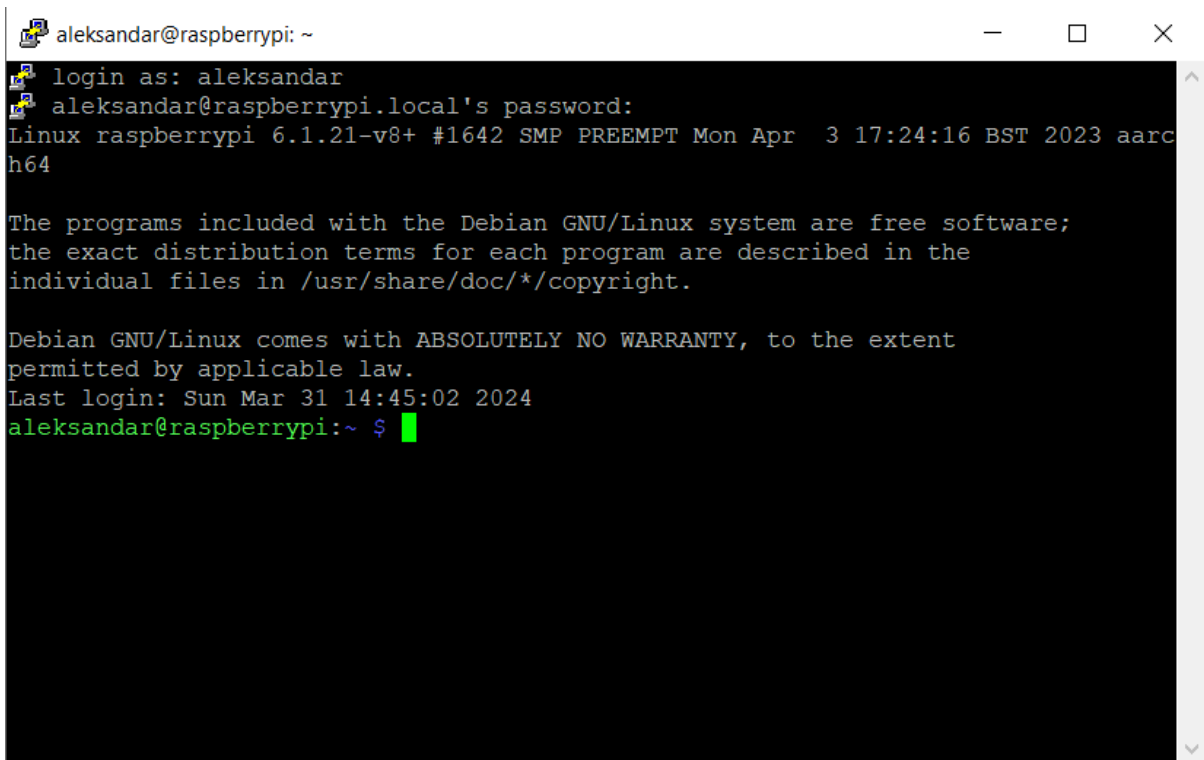 aleksandar@raspberrypi: ~
login as: aleksandar
aleksandar@raspberrypi.local's password:
Linux raspberrypi 6.1.21-v8+ #1642 SMP PREEMPT Mon Apr  3 17:24:16 BST 2023 aarc
h64
The programs included with the Debian GNU/Linux system are free software;
the exact distribution terms for each program are described in the
individual files in /usr/share/doc/*/copyright.
Debian GNU/Linux comes with ABSOLUTELY NO WARRANTY, to the extent
permitted by applicable law.
Last login: Sun Mar 31 14:45:02 2024
aleksandar@raspberrypi:~ $